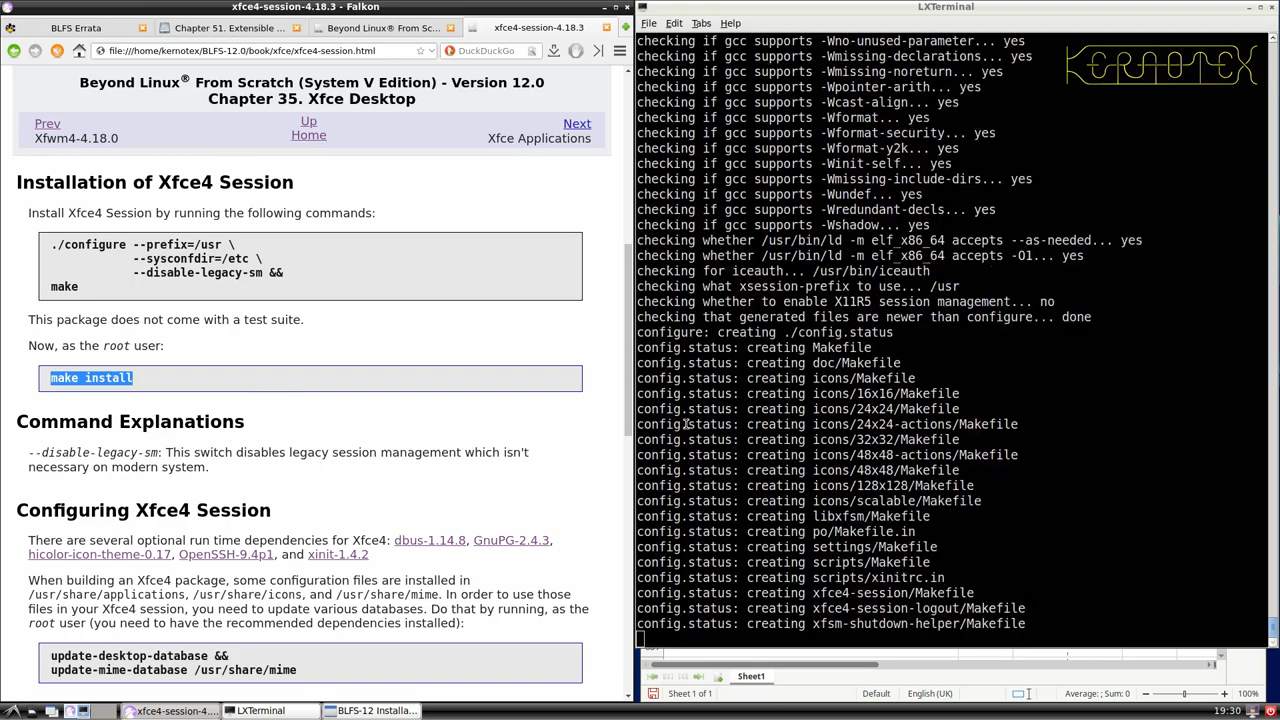 xfce4-session-4.18.3 - Falkon
BLFS Errata
Chapter 51. Extensible ...
Beyond Linux® From Sc...
xfce4-session-4.18.3
file:///home/kernotex/BLFS-12.0/book/xfce/xfce4-session.html
DuckDuckGo
Beyond Linux® From Scratch (System V Edition) - Version 12.0
Chapter 35. Xfce Desktop
Prev
Up
Next
Xfwm4-4.18.0
Home
Xfce Applications
Installation of Xfce4 Session
Install Xfce4 Session by running the following commands:
./configure --prefix=/usr \
--sysconfdir=/etc \
--disable-legacy-sm &&
make
This package does not come with a test suite.
Now, as the root user:
make install
Command Explanations
--disable-legacy-sm: This switch disables legacy session management which isn't
necessary on modern system.
Configuring Xfce4 Session
There are several optional run time dependencies for Xfce4: dbus-1.14.8, GnuPG-2.4.3,
hicolor-icon-theme-0.17, OpenSSH-9.4p1, and xinit-1.4.2
When building an Xfce4 package, some configuration files are installed in
/usr/share/applications, /usr/share/icons, and /usr/share/mime. In order to use those
files in your Xfce4 session, you need to update various databases. Do that by running, as the
root user (you need to have the recommended dependencies installed):
update-desktop-database &&
update-mime-database /usr/share/mime
LXTerminal
File Edit Tabs Help
KERNOTEX
checking if gcc supports -Wno-unused-parameter... yes
checking if gcc supports -Wmissing-declarations... yes
checking if gcc supports -Wmissing-noreturn... yes
checking if gcc supports -Wpointer-arith... yes
checking if gcc supports -Wcast-align... yes
checking if gcc supports -Wformat... yes
checking if gcc supports -Wformat-security... yes
checking if gcc supports -Wformat-y2k... yes
checking if gcc supports -Winit-self... yes
checking if gcc supports -Wmissing-include-dirs... yes
checking if gcc supports -Wundef... yes
checking if gcc supports -Wredundant-decls... yes
checking if gcc supports -Wshadow... yes
checking whether /usr/bin/ld -m elf_x86_64 accepts --as-needed... yes
checking whether /usr/bin/ld -m elf_x86_64 accepts -O1... yes
checking for iceauth... /usr/bin/iceauth
checking what xsession-prefix to use... /usr
checking whether to enable X11R5 session management... no
checking that generated files are newer than configure... done
configure: creating ./config.status
config.status: creating Makefile
config.status: creating doc/Makefile
config.status: creating icons/Makefile
config.status: creating icons/16x16/Makefile
config.status: creating icons/24x24/Makefile
config.status: creating icons/24x24-actions/Makefile
config.status: creating icons/32x32/Makefile
config.status: creating icons/48x48-actions/Makefile
config.status: creating icons/48x48/Makefile
config.status: creating icons/128x128/Makefile
config.status: creating icons/scalable/Makefile
config.status: creating libxfsm/Makefile
config.status: creating po/Makefile.in
config.status: creating settings/Makefile
config.status: creating scripts/Makefile
config.status: creating scripts/xinitrc.in
config.status: creating xfce4-session/Makefile
config.status: creating xfce4-session-logout/Makefile
config.status: creating xfsm-shutdown-helper/Makefile
Sheet1
Sheet 1 of 1
Default
English (UK)
Average: ; Sum: 0
100%
xfce4-session-4....
LXTerminal
BLFS-12 Installa...
19:30